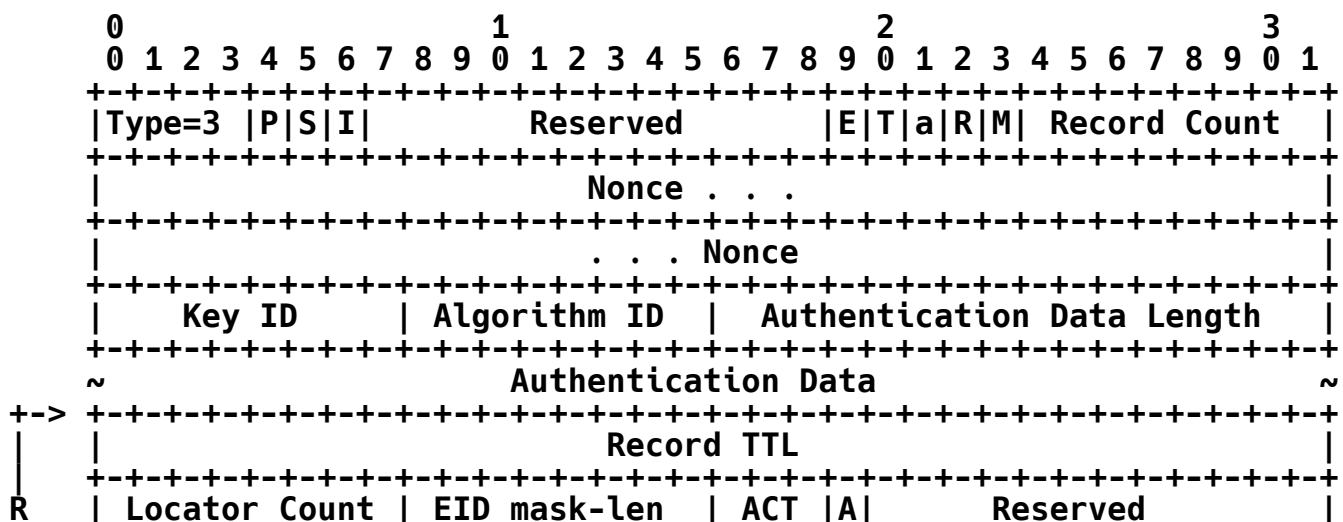 0                   1                   2                   3
        0 1 2 3 4 5 6 7 8 9 0 1 2 3 4 5 6 7 8 9 0 1 2 3 4 5 6 7 8 9 0 1
       +-+-+-+-+-+-+-+-+-+-+-+-+-+-+-+-+-+-+-+-+-+-+-+-+-+-+-+-+-+-+-+-+
       |Type=3 |P|S|I|        Reserved       |E|T|a|R|M| Record Count  |
       +-+-+-+-+-+-+-+-+-+-+-+-+-+-+-+-+-+-+-+-+-+-+-+-+-+-+-+-+-+-+-+-+
       |                         Nonce . . .                           |
       +-+-+-+-+-+-+-+-+-+-+-+-+-+-+-+-+-+-+-+-+-+-+-+-+-+-+-+-+-+-+-+-+
       |                         . . . Nonce                           |
       +-+-+-+-+-+-+-+-+-+-+-+-+-+-+-+-+-+-+-+-+-+-+-+-+-+-+-+-+-+-+-+-+
       |    Key ID     | Algorithm ID  |  Authentication Data Length   |
       +-+-+-+-+-+-+-+-+-+-+-+-+-+-+-+-+-+-+-+-+-+-+-+-+-+-+-+-+-+-+-+-+
       ~                     Authentication Data                       ~
   +-> +-+-+-+-+-+-+-+-+-+-+-+-+-+-+-+-+-+-+-+-+-+-+-+-+-+-+-+-+-+-+-+-+
   |   |                          Record TTL                           |
   |   +-+-+-+-+-+-+-+-+-+-+-+-+-+-+-+-+-+-+-+-+-+-+-+-+-+-+-+-+-+-+-+-+
   R   | Locator Count | EID mask-len  | ACT |A|      Reserved         |